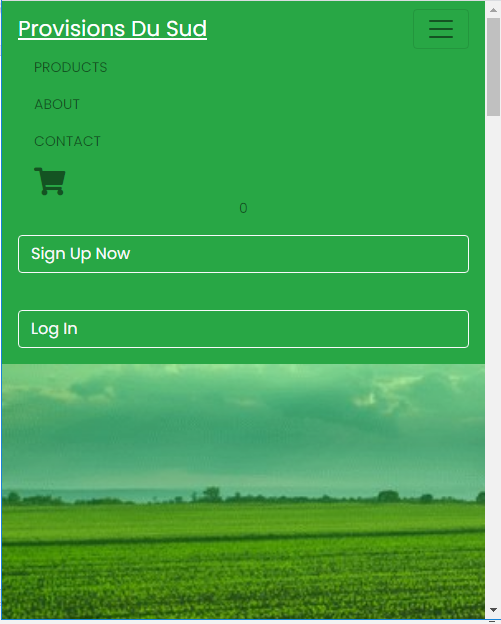 Provisions Du Sud
PRODUCTS
ABOUT
CONTACT
0
Sign Up Now
Log In